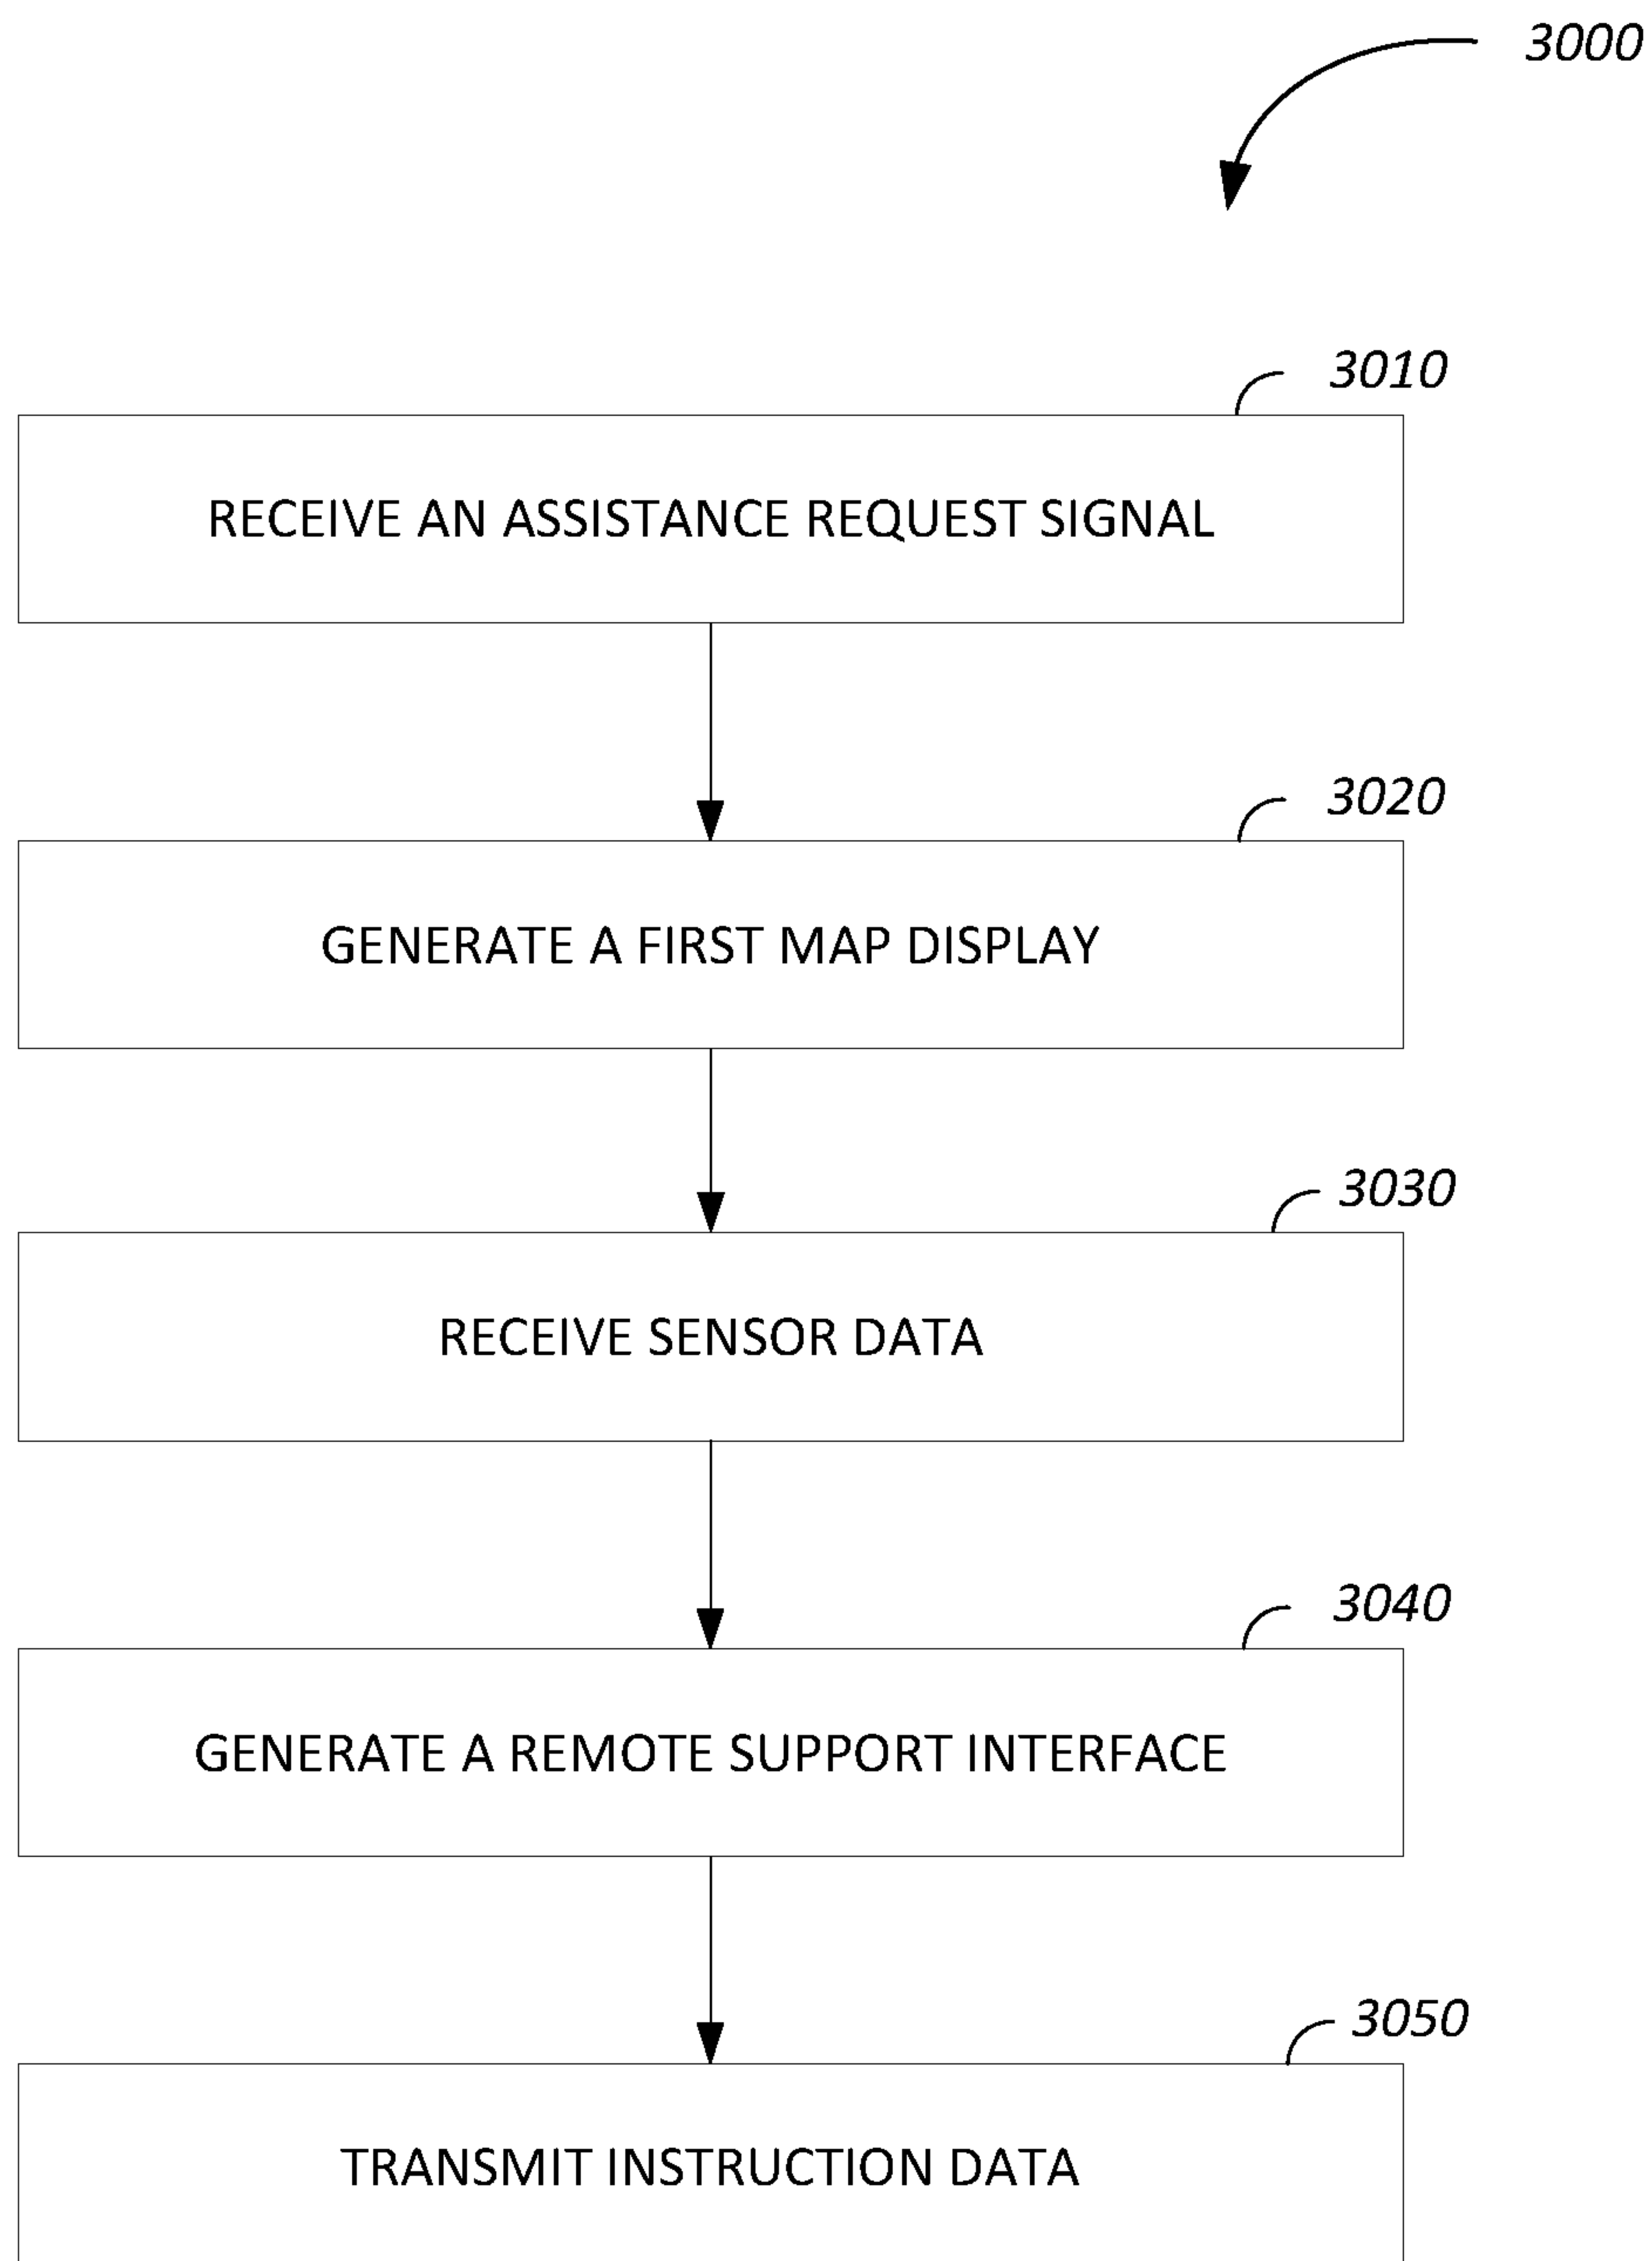 3000
3010
RECEIVE AN ASSISTANCE REQUEST SIGNAL
3020
GENERATE A FIRST MAP DISPLAY
3030
RECEIVE SENSOR DATA
3040
GENERATE A REMOTE SUPPORT INTERFACE
3050
TRANSMIT INSTRUCTION DATA